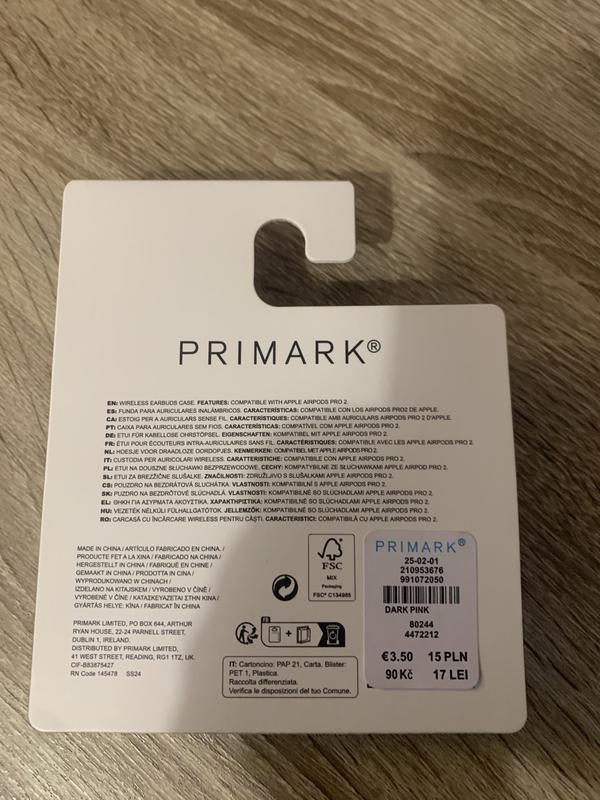 PRIMARK®
EN: WIRELESS EARBUDS CASE. FEATURES: COMPATIBLE WITH APPLE AIRPODS PRO 2.
ES: FUNDA PARA AURICULARES INALÁMBRICOS. CARACTERÍSTICAS: COMPATIBLE CON LOS AIRPODS PRO2 DE APPLE.
CA: ESTOIG PER A AURICULARS SENSE FIL. CARACTERÍSTIQUES: COMPATIBLE AMB AURICULARS AIRPODS PRO 2 D'APPLE.
PT: CAIXA PARA AURICULARES SEM FIOS. CARACTERÍSTICAS: COMPATÍVEL COM APPLE AIRPODS PRO 2.
DE: ETUI FÜR KABELLOSE OHRSTÖPSEL. EIGENSCHAFTEN: KOMPATIBEL MIT APPLE AIRPODS PRO 2.
FR: ÉTUI POUR ÉCOUTEURS INTRA-AURICULAIRES SANS FIL. CARACTÉRISTIQUES: COMPATIBLE AVEC LES APPLE AIRPODS PRO 2.
NL: HOESJE VOOR DRAADLOZE OORDOPJES. KENMERKEN: COMPATIBEL MET APPLE AIRPODS PRO 2.
IT: CUSTODIA PER AURICOLARI WIRELESS. CARATTERISTICHE: COMPATIBILE CON APPLE AIRPODS PRO 2.
PL: ETUI NA DOUSZNE SŁUCHAWKI BEZPRZEWODOWE. CECHY: KOMPATYBILNE ZE SŁUCHAWKAMI APPLE AIRPODS PRO 2.
SL: ETUI ZA BREZŽIČNE SLUŠALKE. ZNAČILNOSTI: ZDRUŽLJIVO S SLUŠALKAMI APPLE AIRPODS PRO 2.
CS: POUZDRO NA BEZDRÁTOVÁ SLUCHÁTKA. VLASTNOSTI: KOMPATIBILNÍ S APPLE AIRPODS PRO 2.
SK: PUZDRO NA BEZDRÔTOVÉ SLÚCHADLÁ. VLASTNOSTI: KOMPATIBILNÉ SO SLÚCHADLAMI APPLE AIRPODS PRO 2.
EL: ΘΗΚΗ ΓΙΑ ΑΣΥΡΜΑΤΑ ΑΚΟΥΣΤΙΚΑ. ΧΑΡΑΚΤΗΡΙΣΤΙΚΑ: KOMPATIBILNÉ SO SLÚCHADLAMI APPLE AIRPODS PRO 2.
HU: VEZETÉK NÉLKÜLI FÜLHALLGATÓTOK. JELLEMZŐK: KOMPATIBILNÉ SO SLÚCHADLAMI APPLE AIRPODS PRO 2.
RO: CARCASĂ CU ÎNCĂRCARE WIRELESS PENTRU CĂȘTI. CARACTERISTICI: COMPATIBILĂ CU APPLE AIRPODS PRO 2.
MADE IN CHINA / ARTÍCULO FABRICADO EN CHINA. /
PRODUCTE FET A LA XINA / FABRICADO NA CHINA /
HERGESTELLT IN CHINA / FABRIQUÉ EN CHINE /
GEMAAKT IN CHINA / PRODOTTA IN CINA /
WYPRODUKOWANO W CHINACH /
IZDELANO NA KITAJSKEM / VYROBENO V ČÍNĚ /
VYROBENÉ V ČÍNE / ΚΑΤΑΣΚΕΥΑΖΕΤΑΙ ΣΤΗΝ ΚΙΝΑ /
GYÁRTÁS HELYE: KÍNA / FABRICAT ÎN CHINA
PRIMARK LIMITED, PO BOX 644, ARTHUR
RYAN HOUSE, 22-24 PARNELL STREET,
DUBLIN 1, IRELAND.
DISTRIBUTED BY PRIMARK LIMITED,
41 WEST STREET, READING, RG1 1TZ, UK.
CIF-B83875427
RN Code 145478 SS24
FSC
MIX
Packaging
FSC® C134985
FR
IT: Cartoncino: PAP 21, Carta. Blister:
PET 1, Plastica.
Raccolta differenziata.
Verifica le disposizioni del tuo Comune.
PRIMARK®
25-02-01
210953676
991072050
DARK PINK
80244
4472212
€3.50 15 PLN
90 Kč 17 LEI